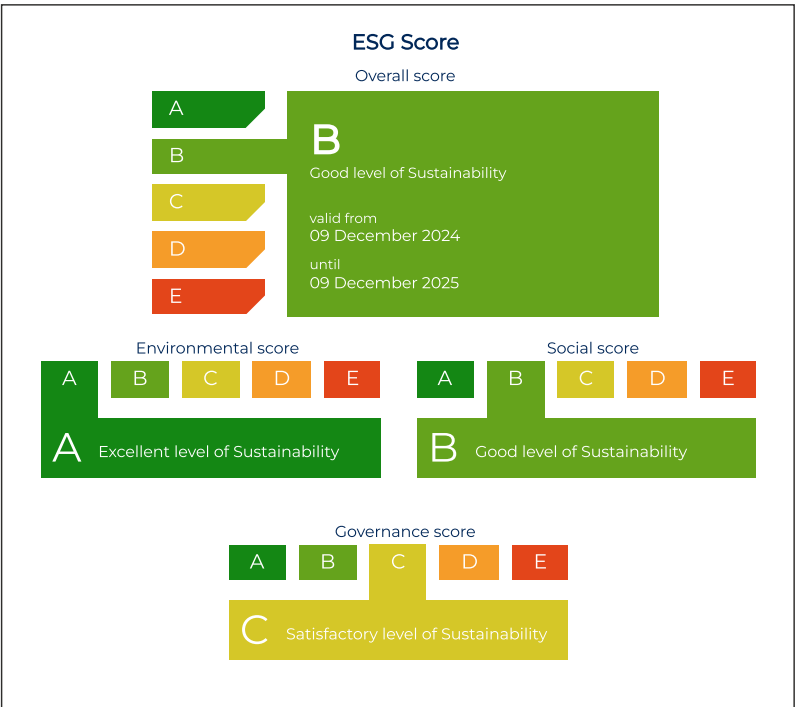 ESG Score
Overall score
A
B
C
D
E
B
Good level of Sustainability
valid from
09 December 2024
until
09 December 2025
Environmental score
A B C D E
A Excellent level of Sustainability
Social score
A B C D E
B Good level of Sustainability
Governance score
A B C D E
C Satisfactory level of Sustainability